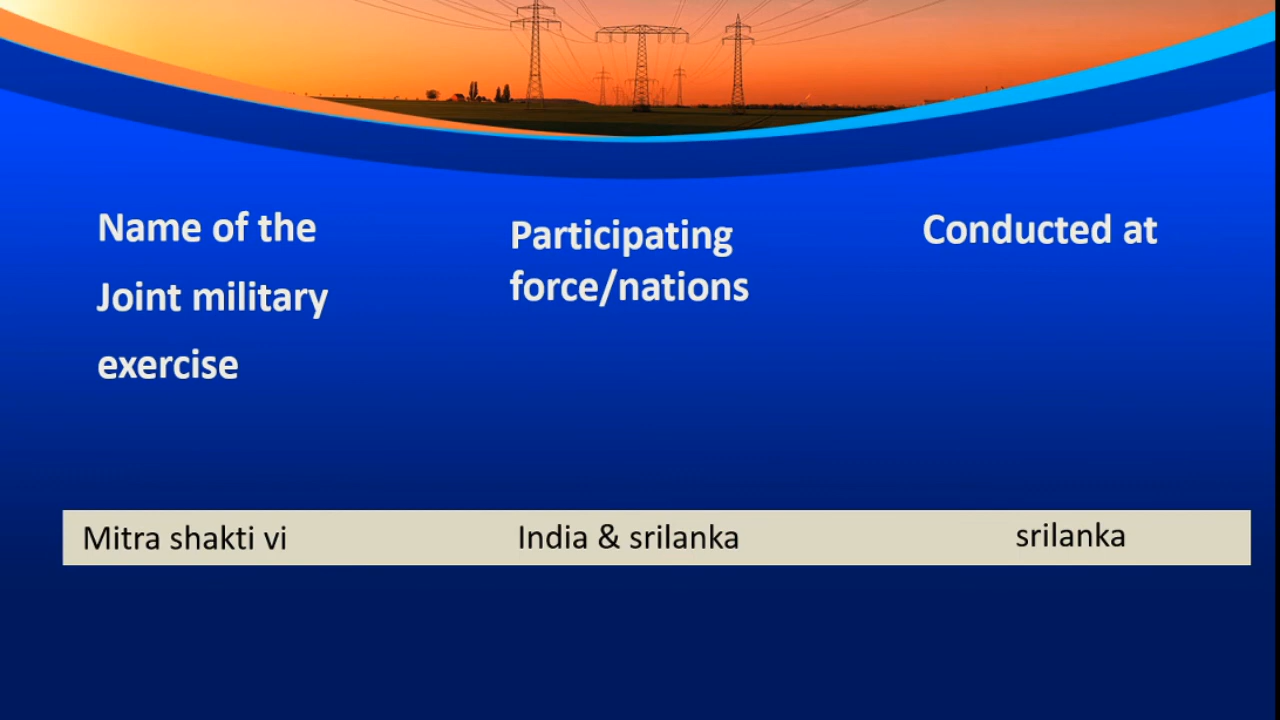 Name of the
Joint military
exercise
Participating
force/nations
Conducted at
Mitra shakti vi
India & srilanka
srilanka